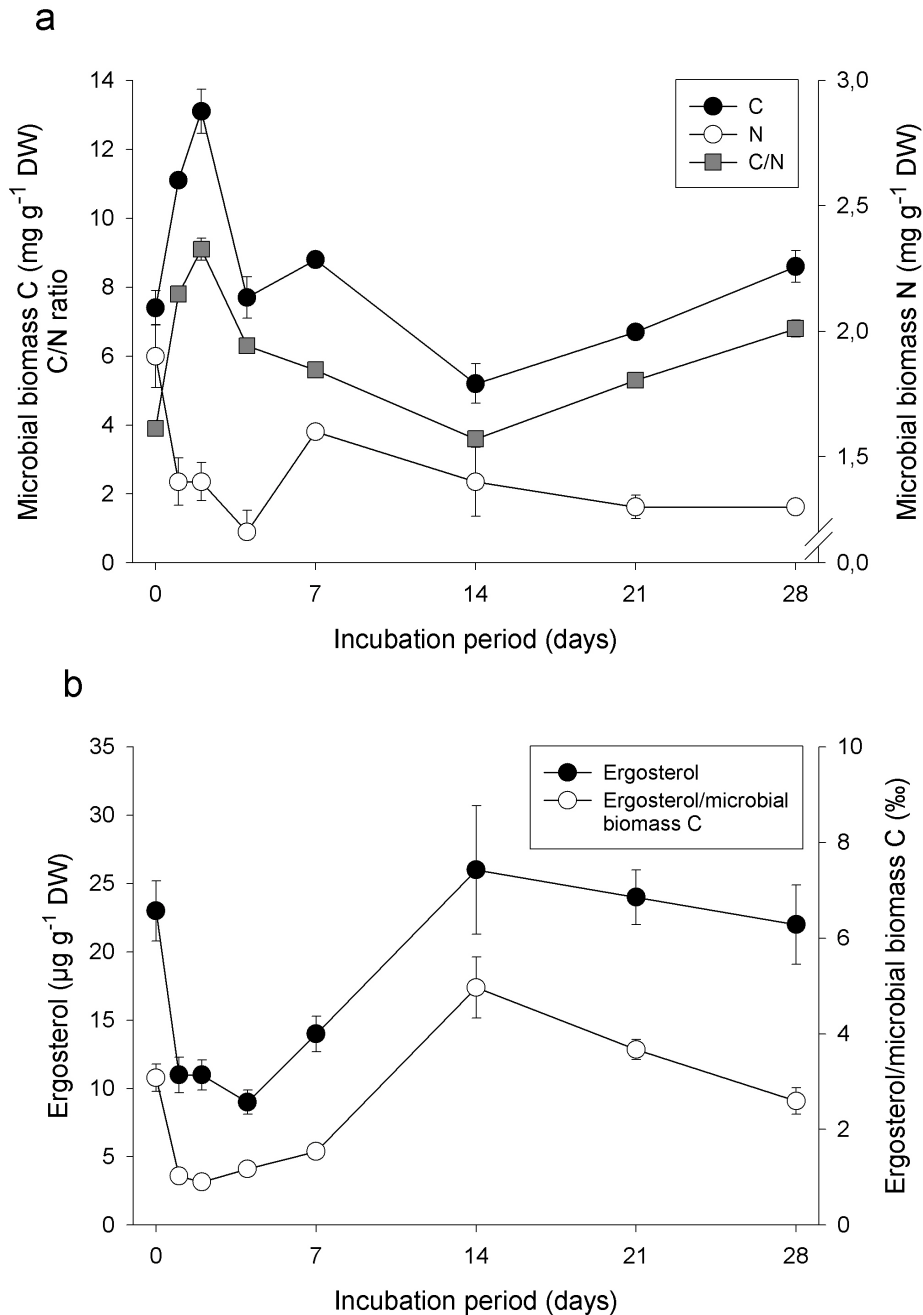 a
14
12
10
8
6
4
2
0
Microbial biomass C (mg g⁻¹ DW)
C/N ratio
C
N
C/N
3,0
2,5
2,0
1,5
0,0
Microbial biomass N (mg g⁻¹ DW)
0 7 14 21 28
Incubation period (days)
b
35
30
25
20
15
10
5
0
Ergosterol (µg g⁻¹ DW)
Ergosterol
Ergosterol/microbial
biomass C
10
8
6
4
2
0
Ergosterol/microbial biomass C (‰)
0 7 14 21 28
Incubation period (days)